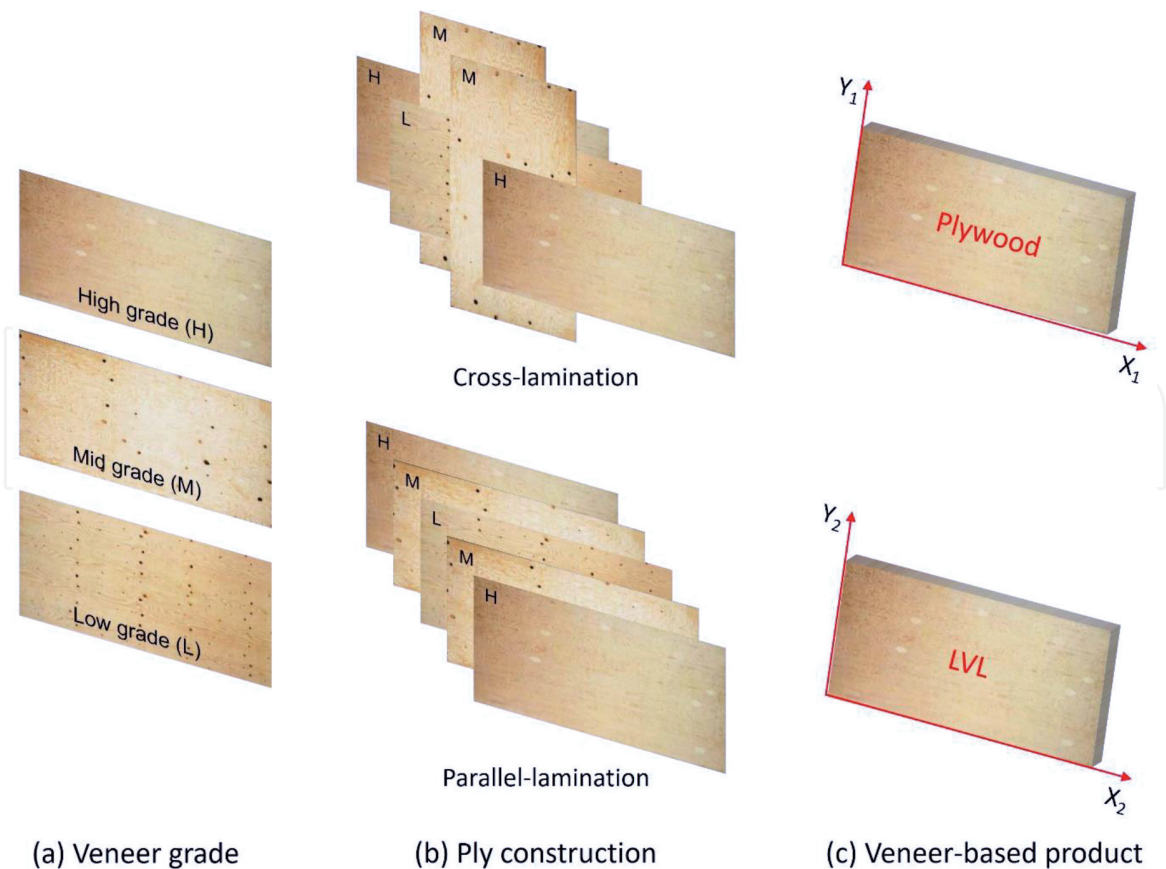 High grade (H)
Mid grade (M)
Low grade (L)
M
H
M
L
H
Cross-lamination
H
M
L
M
H
Parallel-lamination
Y1
Plywood
X1
Y2
LVL
X2
(a) Veneer grade
(b) Ply construction
(c) Veneer-based product